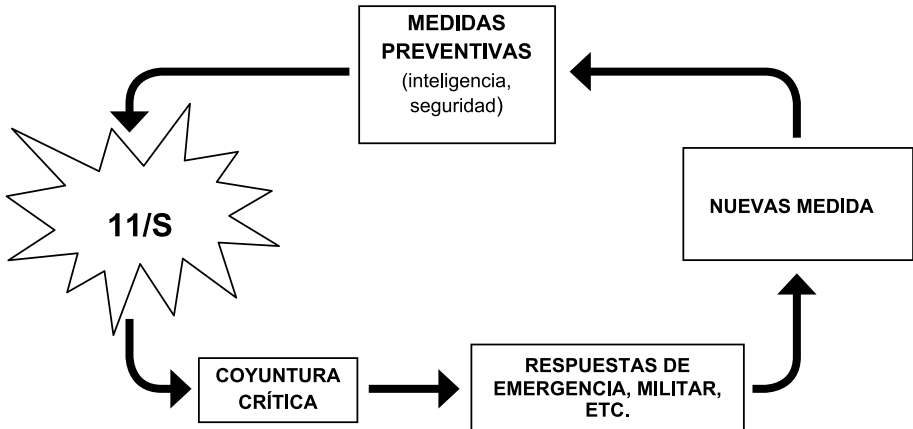 MEDIDAS
PREVENTIVAS
(inteligencia,
seguridad)
11/S
NUEVAS MEDIDA
COYUNTURA
CRÍTICA
RESPUESTAS DE
EMERGENCIA, MILITAR,
ETC.